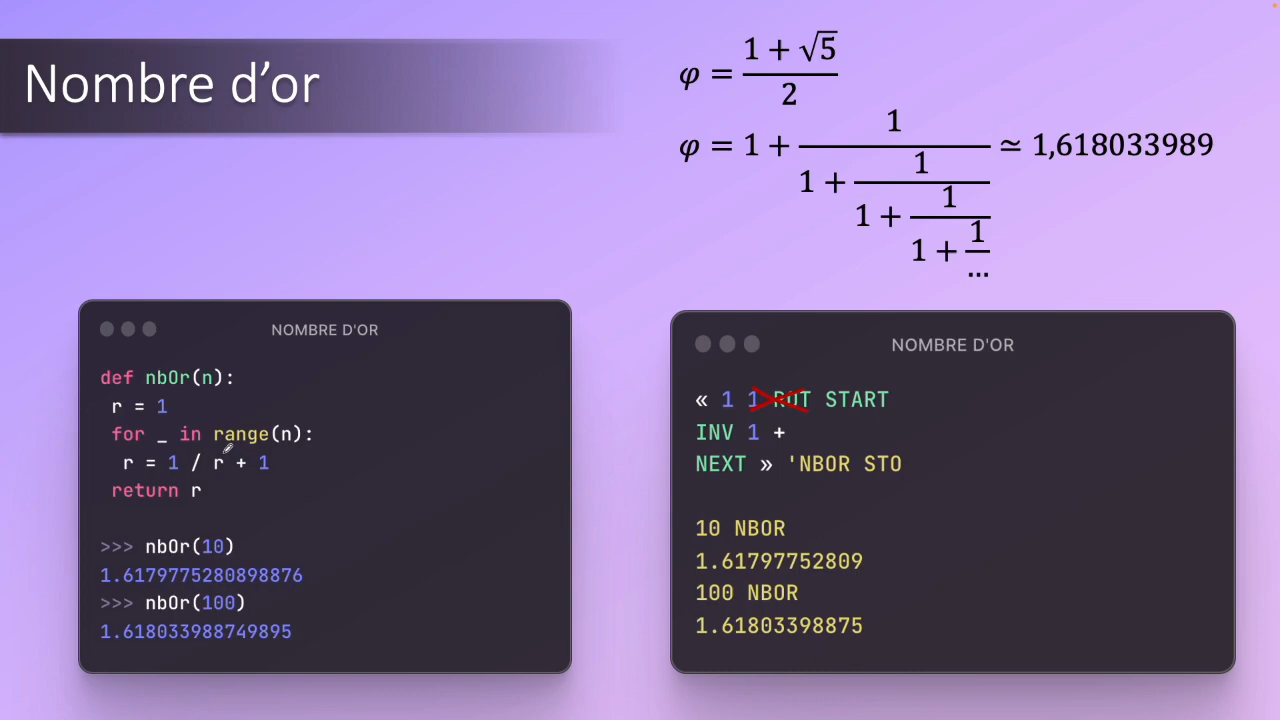 Nombre d’or
φ = (1 + √5) / 2
φ = 1 + 1 / (1 + 1 / (1 + 1 / (1 + 1 / ...))) ≃ 1,618033989
NOMBRE D'OR
def nbOr(n):
r = 1
for _ in range(n):
r = 1 / r + 1
return r
>>> nbOr(10)
1.6179775280898876
>>> nbOr(100)
1.618033988749895
NOMBRE D'OR
« 1 1 ROT START
INV 1 +
NEXT » 'NBOR STO
10 NBOR
1.61797752809
100 NBOR
1.61803398875